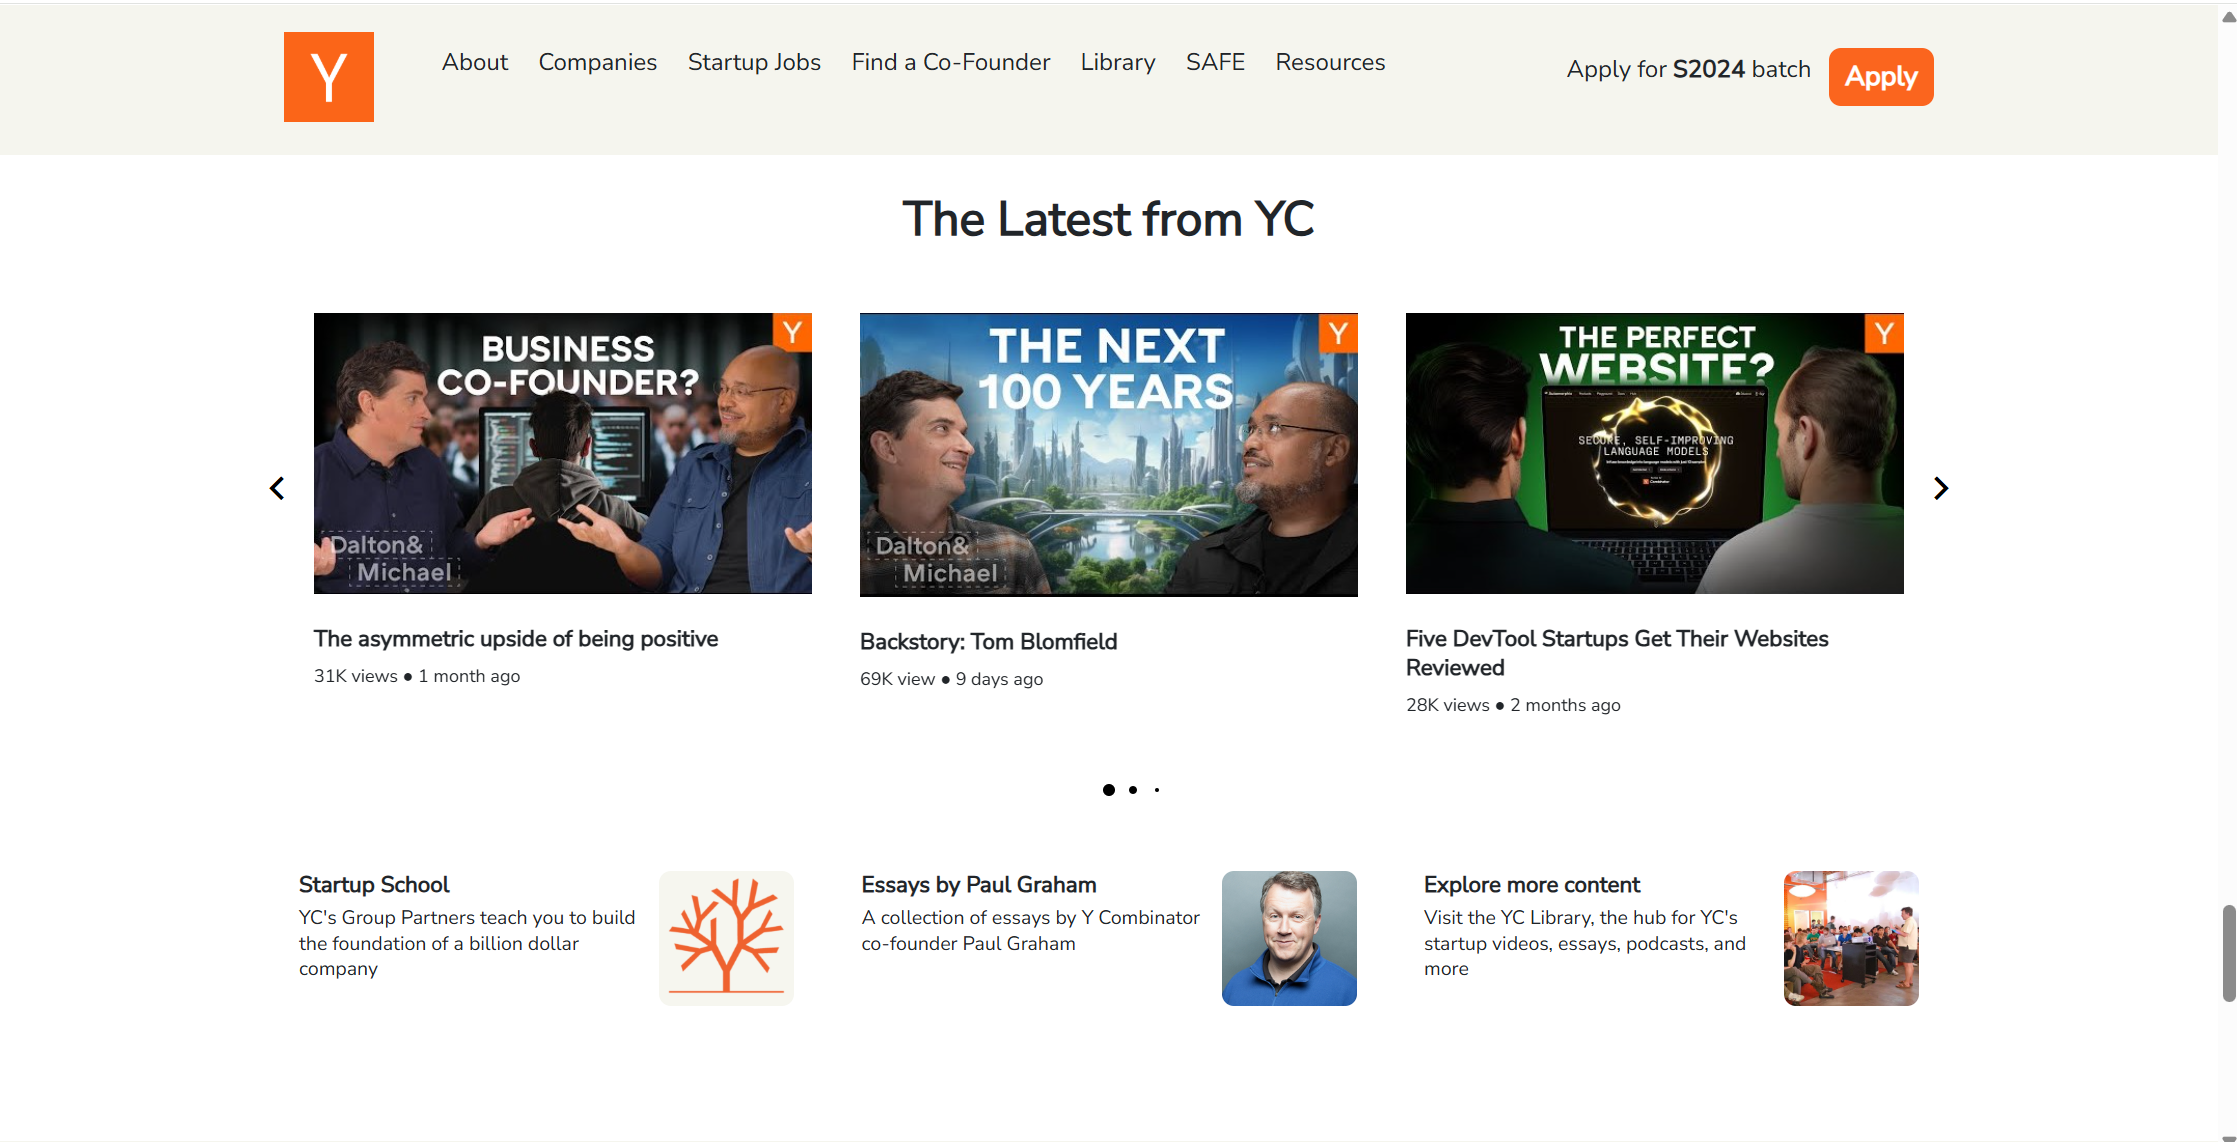 Y
About Companies Startup Jobs Find a Co-Founder Library SAFE Resources
Apply for S2024 batch
Apply
The Latest from YC
BUSINESS
CO-FOUNDER?
Y
Dalton&
Michael
THE NEXT
100 YEARS
Y
Dalton&
Michael
THE PERFECT
WEBSITE?
Y
SECURE, SELF-IMPROVING
LANGUAGE MODELS
The asymmetric upside of being positive
31K views ● 1 month ago
Backstory: Tom Blomfield
69K view ● 9 days ago
Five DevTool Startups Get Their Websites
Reviewed
28K views ● 2 months ago
Startup School
YC's Group Partners teach you to build
the foundation of a billion dollar
company
Essays by Paul Graham
A collection of essays by Y Combinator
co-founder Paul Graham
Explore more content
Visit the YC Library, the hub for YC's
startup videos, essays, podcasts, and
more